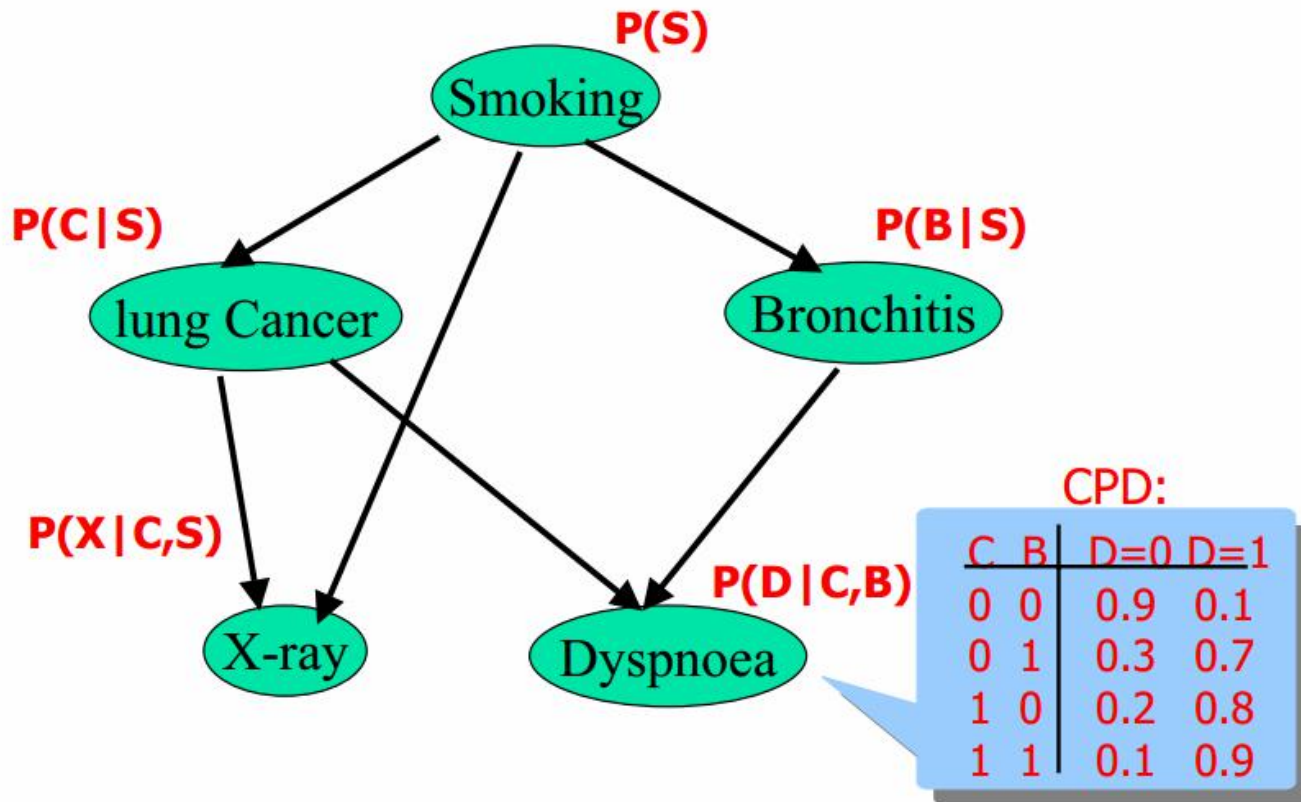 P(S)
Smoking
P(C|S)
P(B|S)
lung Cancer
Bronchitis
CPD:
P(X|C,S)
P(D|C,B)
X-ray
Dyspnoea
C B D=0 D=1
0 0 0.9 0.1
0 1 0.3 0.7
1 0 0.2 0.8
1 1 0.1 0.9